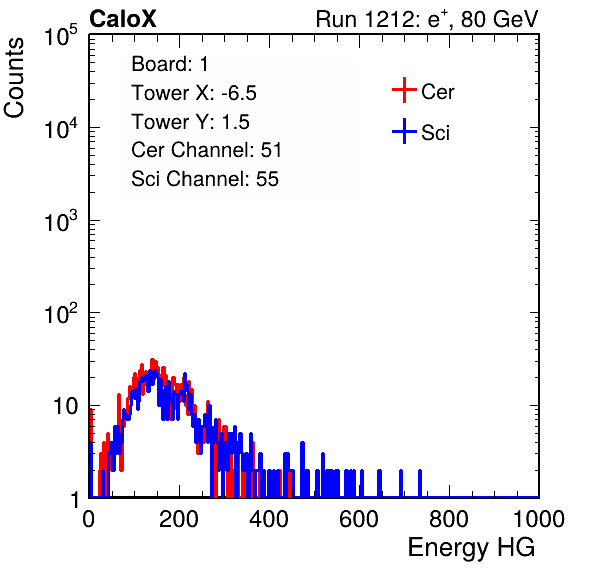 CaloX Run 1212: e⁺, 80 GeV
Counts
Board: 1
Tower X: -6.5
Tower Y: 1.5
Cer Channel: 51
Sci Channel: 55
Cer
Sci
10⁵
10⁴
10³
10²
10
1
0 200 400 600 800 1000
Energy HG